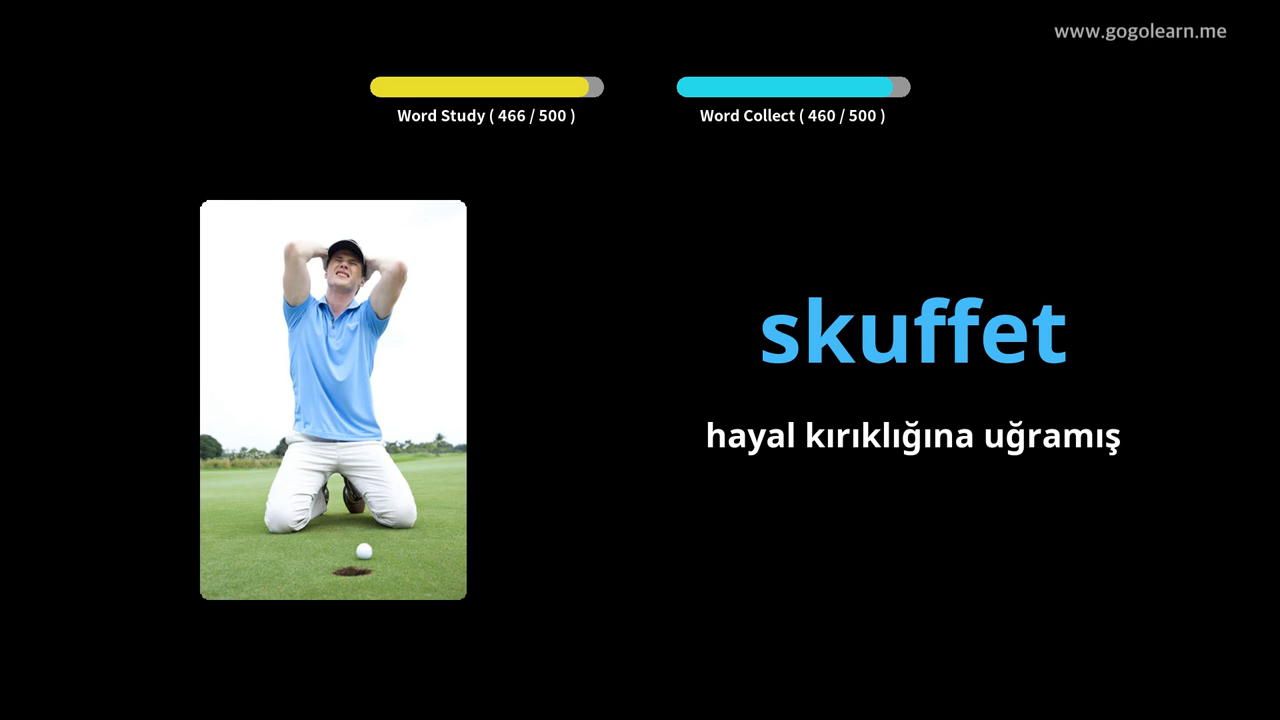 www.gogolearn.me
Word Study ( 466 / 500 )
Word Collect ( 460 / 500 )
skuffet
hayal kırıklığına uğramış